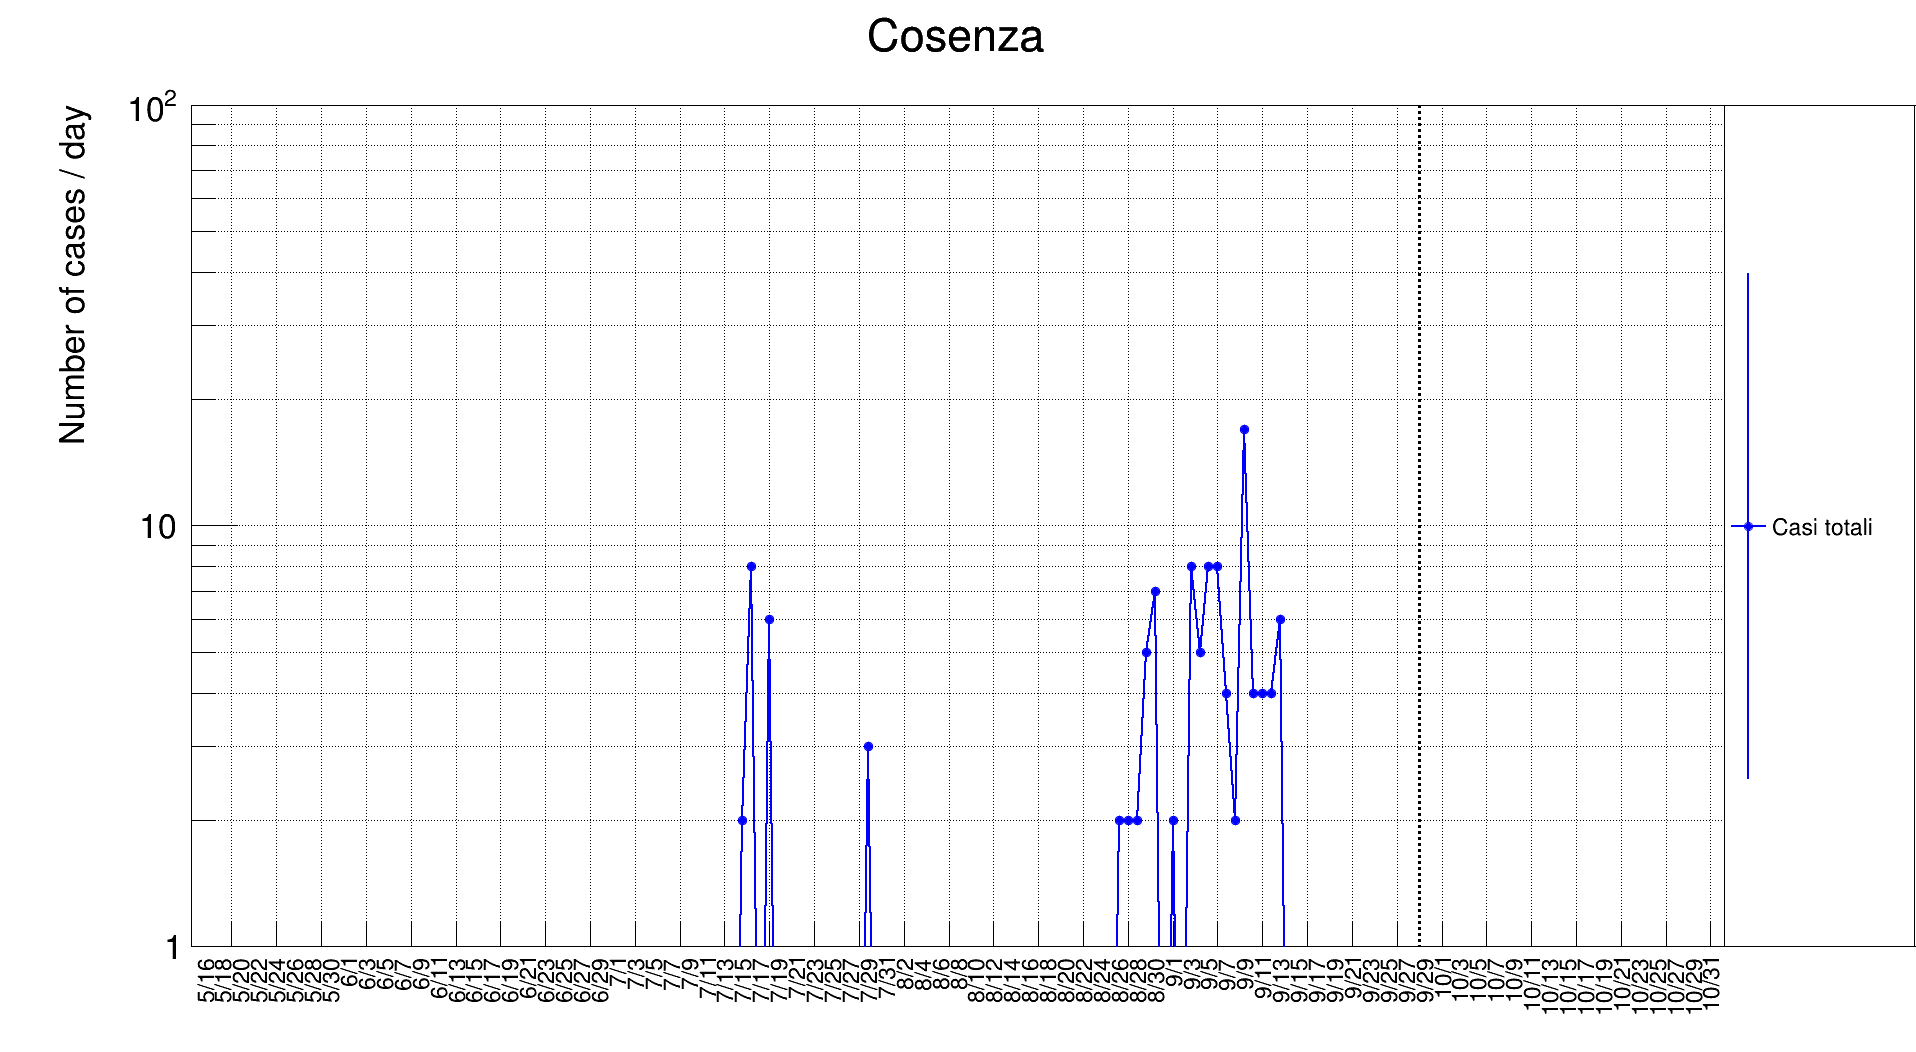 Cosenza
Number of cases / day
10²
10
1
Casi totali
5/16 5/18 5/20 5/22 5/24 5/26 5/28 5/30 6/1 6/3 6/5 6/7 6/9 6/11 6/13 6/15 6/17 6/19 6/21 6/23 6/25 6/27 6/29 7/1 7/3 7/5 7/7 7/9 7/11 7/13 7/15 7/17 7/19 7/21 7/23 7/25 7/27 7/29 7/31 8/2 8/4 8/6 8/8 8/10 8/12 8/14 8/16 8/18 8/20 8/22 8/24 8/26 8/28 8/30 9/1 9/3 9/5 9/7 9/9 9/11 9/13 9/15 9/17 9/19 9/21 9/23 9/25 9/27 9/29 10/1 10/3 10/5 10/7 10/9 10/11 10/13 10/15 10/17 10/19 10/21 10/23 10/25 10/27 10/29 10/31